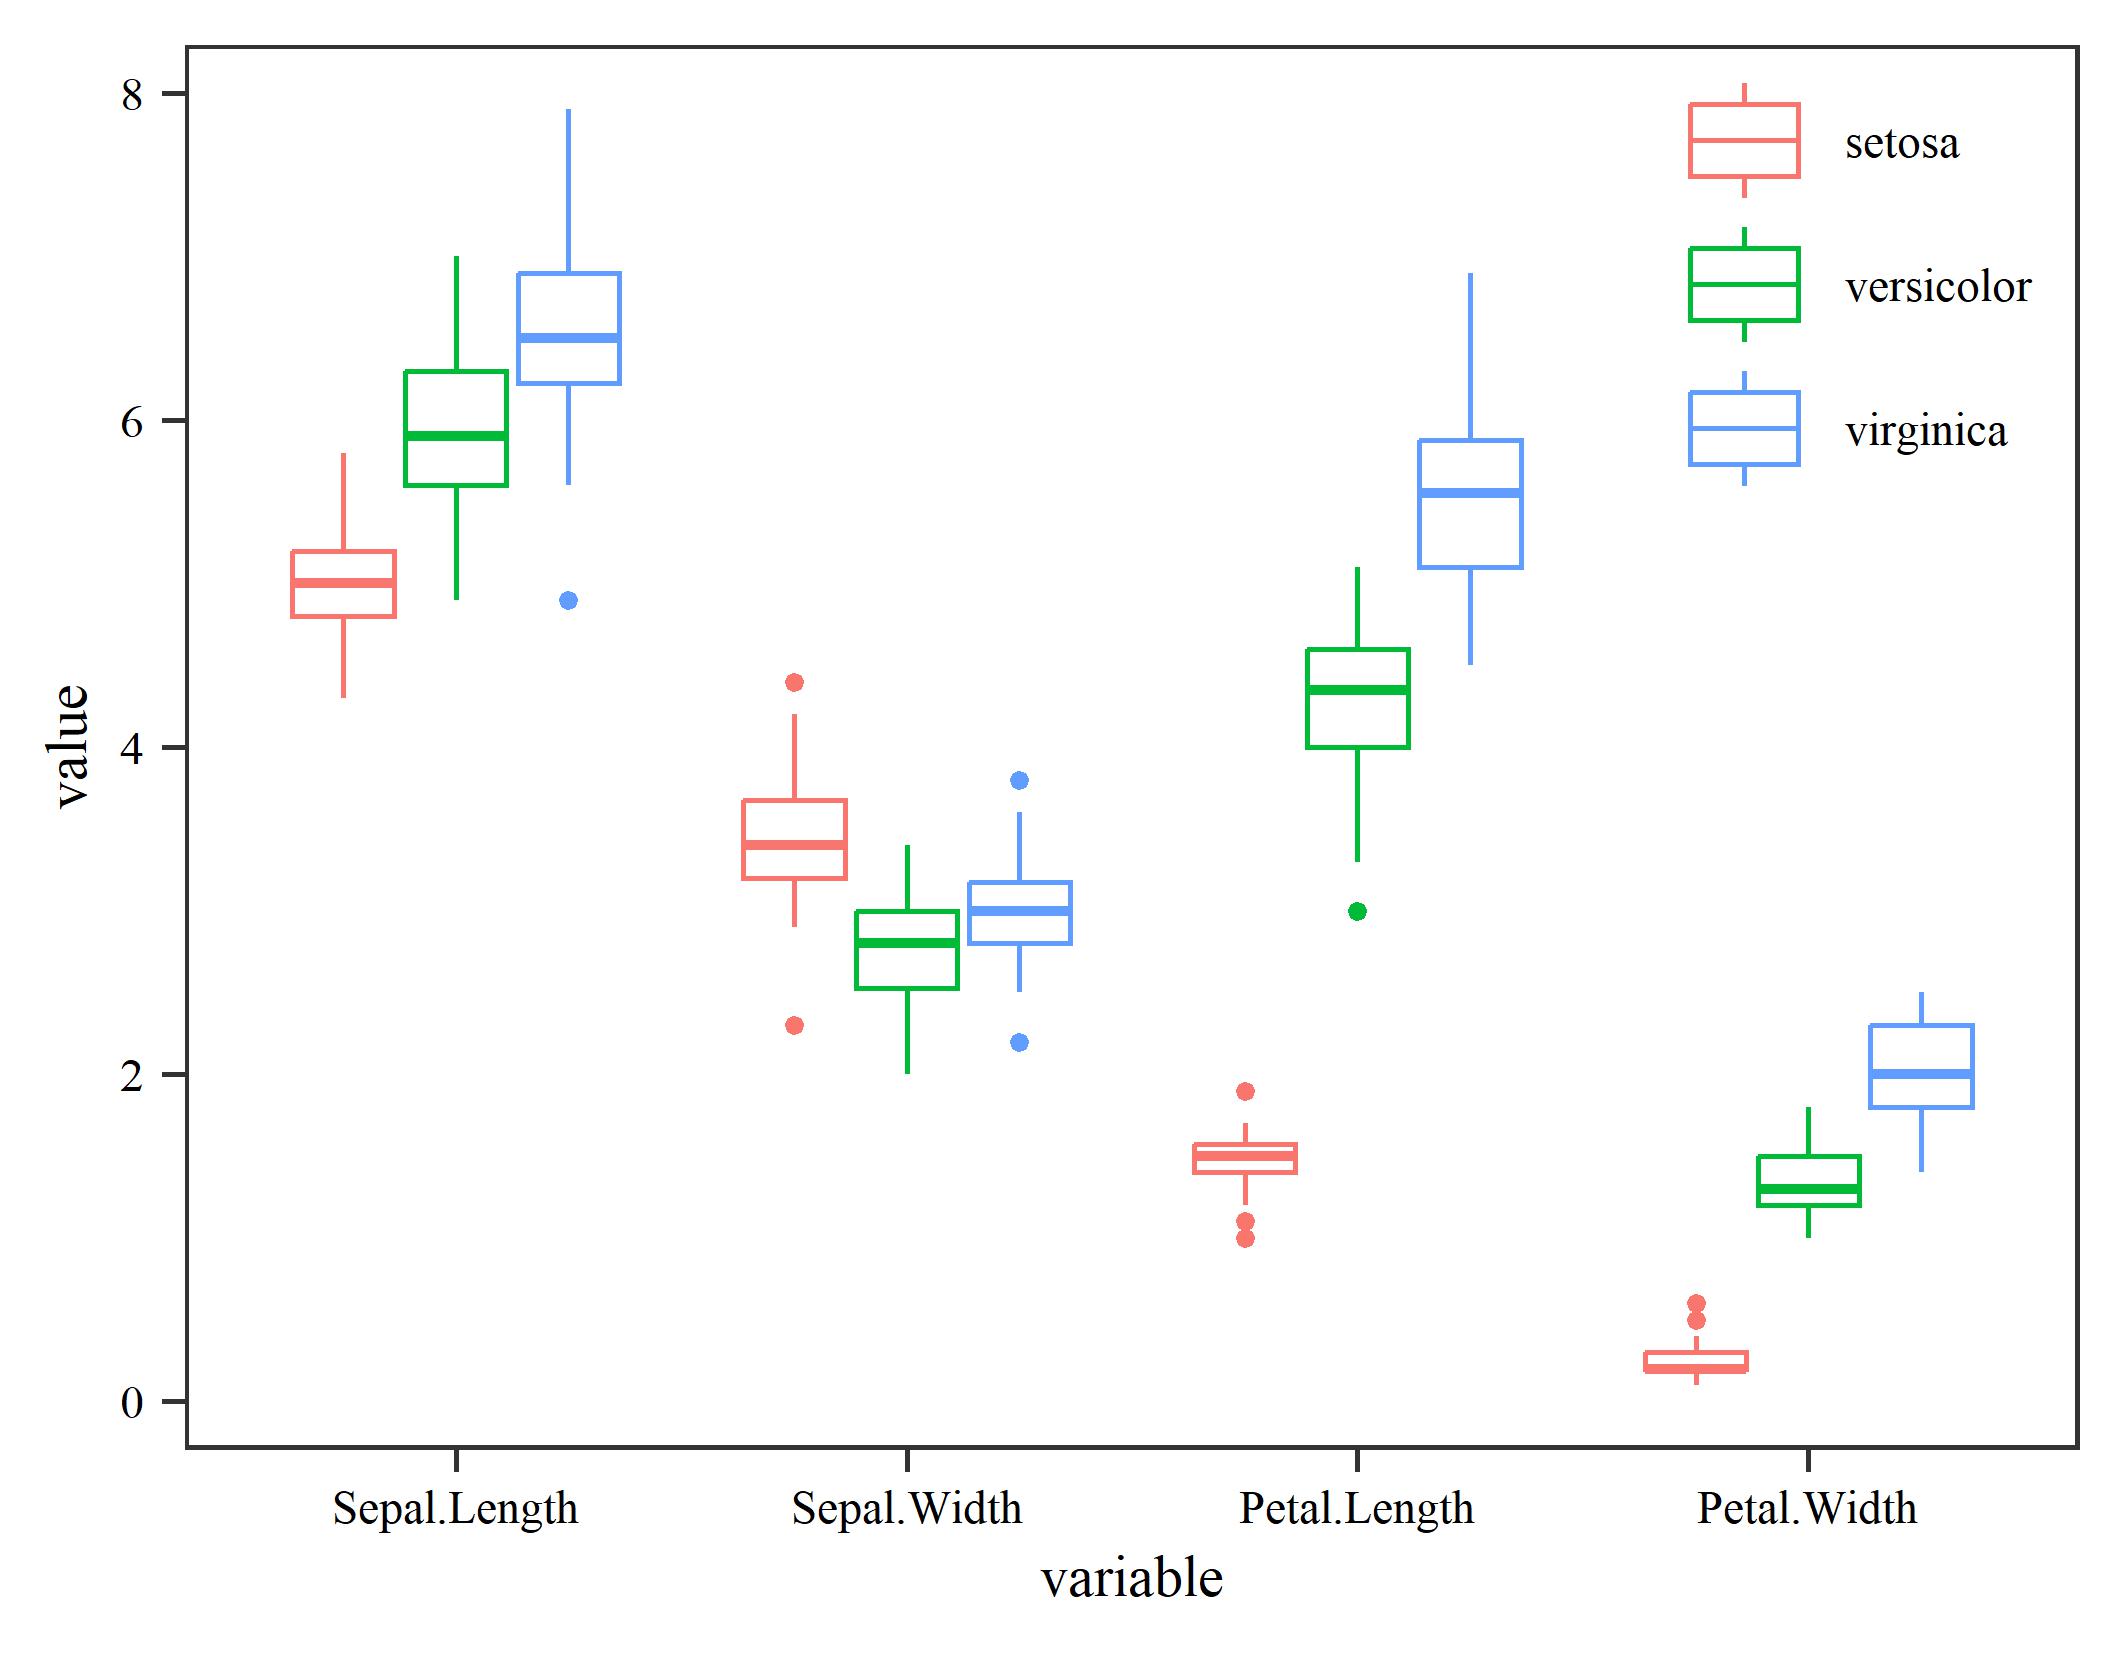 8
6
4
2
0
value
setosa
versicolor
virginica
Sepal.Length Sepal.Width Petal.Length Petal.Width
variable